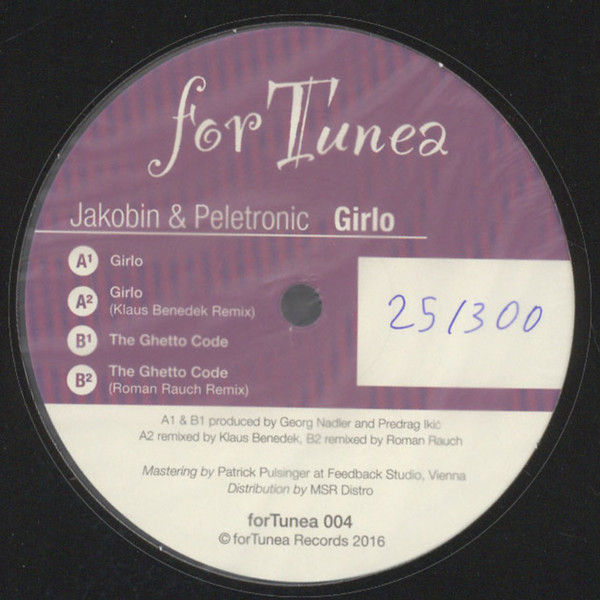 forTunea
Jakobin & Peletronic Girlo
A1 Girlo
A2 Girlo
(Klaus Benedek Remix)
B1 The Ghetto Code
B2 The Ghetto Code
(Roman Rauch Remix)
25/300
A1 & B1 produced by Georg Nadler and Predrag Ikić
A2 remixed by Klaus Benedek, B2 remixed by Roman Rauch
Mastering by Patrick Pulsinger at Feedback Studio, Vienna
Distribution by MSR Distro
forTunea 004
© forTunea Records 2016